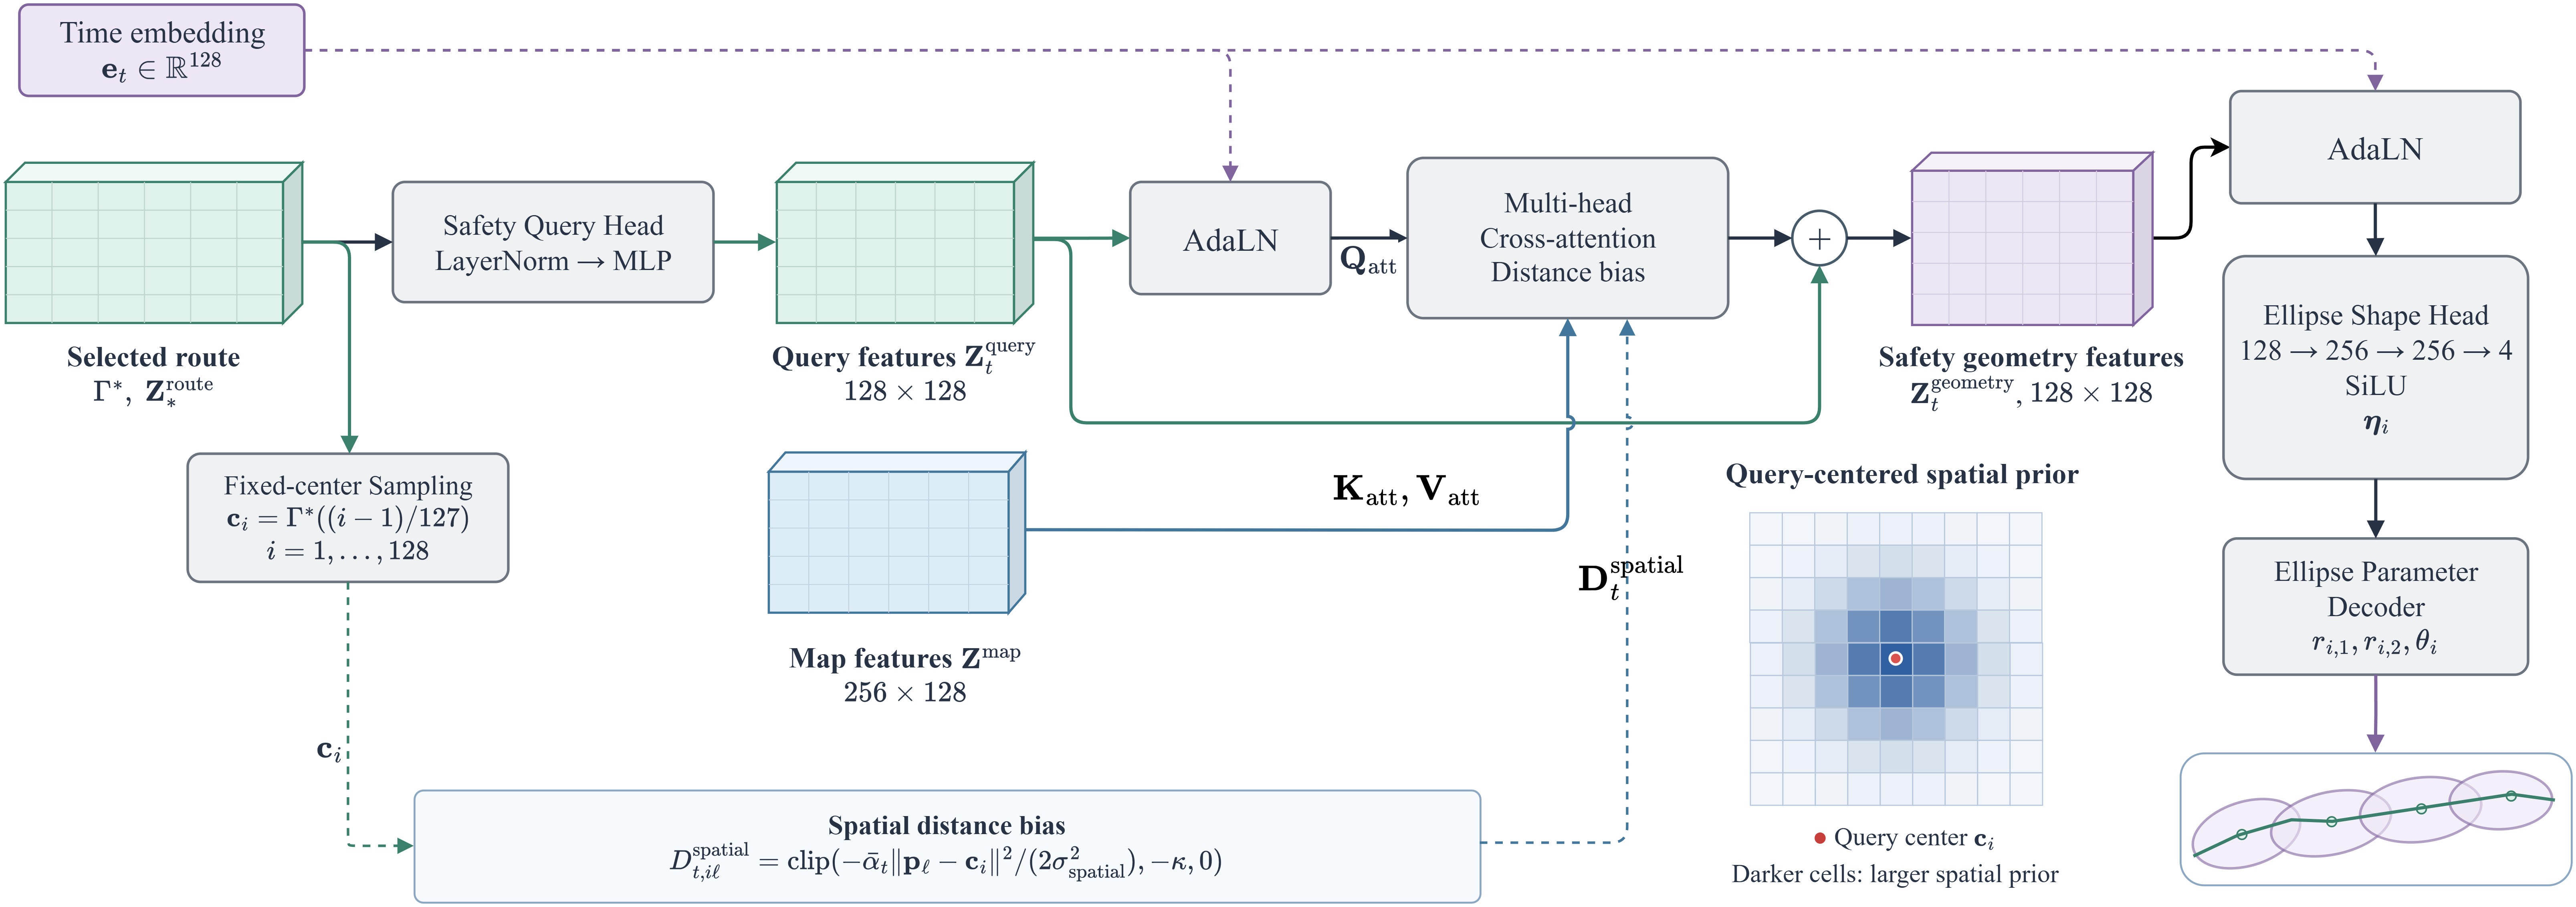 Time embedding
𝐞ₜ ∈ ℝ¹²⁸
Selected route
Γ*, 𝐙_*^route
Safety Query Head
LayerNorm → MLP
Query features 𝐙_t^query
128 × 128
AdaLN
𝐐_att
Multi-head
Cross-attention
Distance bias
+
Safety geometry features
𝐙_t^geometry, 128 × 128
AdaLN
Ellipse Shape Head
128 → 256 → 256 → 4
SiLU
𝜼_i
Ellipse Parameter
Decoder
r_{i,1}, r_{i,2}, θ_i
Fixed-center Sampling
𝐜_i = Γ*((i − 1)/127)
i = 1, . . . , 128
Map features 𝐙^map
256 × 128
𝐊_att, 𝐕_att
𝐃_t^spatial
𝐜_i
Spatial distance bias
D_{t,iℓ}^spatial = clip(−ᾱ_t‖𝐩_ℓ − 𝐜_i‖²/(2σ²_spatial), −κ, 0)
Query-centered spatial prior
Query center 𝐜_i
Darker cells: larger spatial prior